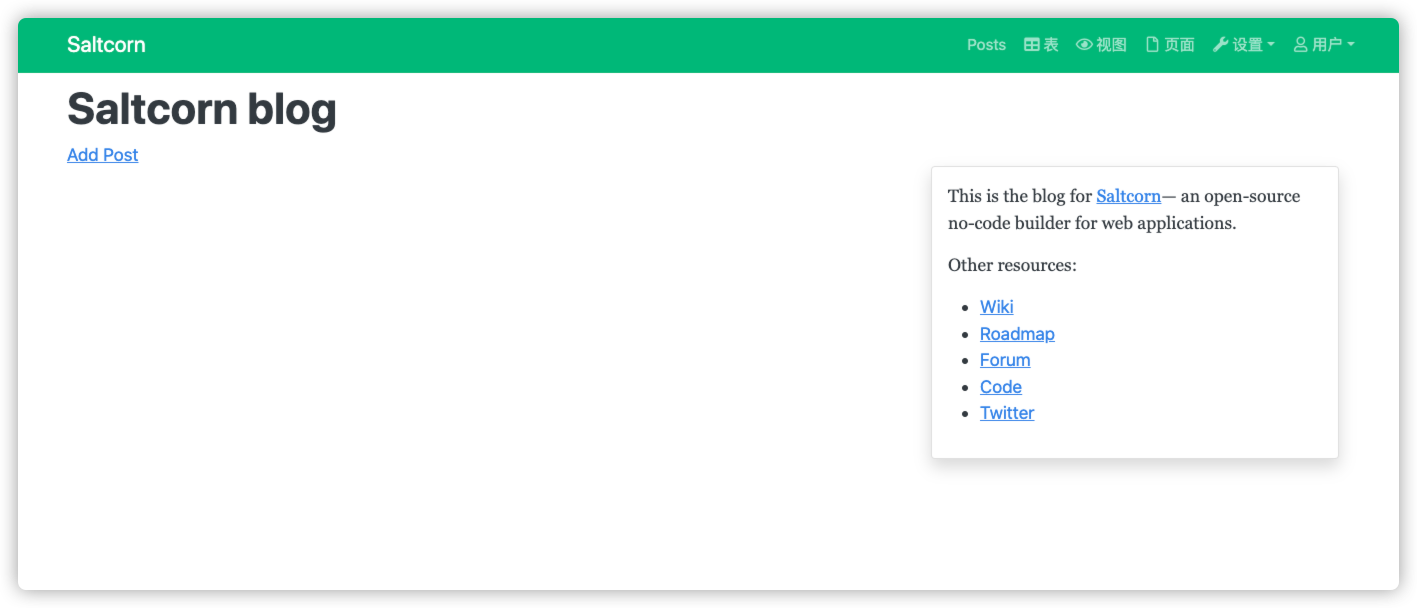 Saltcorn Posts 表 视图 页面 设置 用户
Saltcorn blog
Add Post
This is the blog for Saltcorn— an open-source
no-code builder for web applications.
Other resources:
Wiki
Roadmap
Forum
Code
Twitter